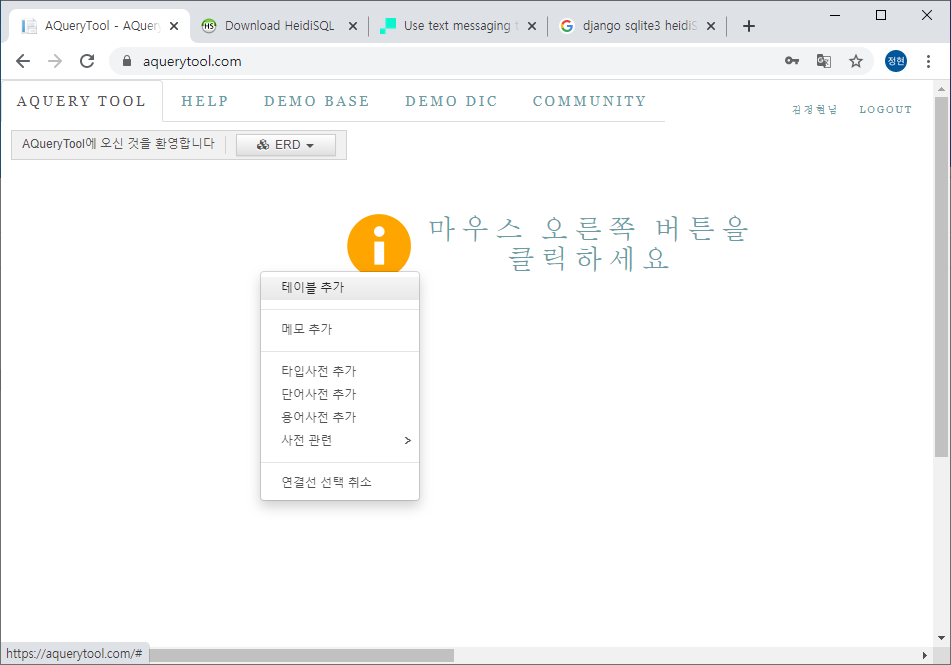 AQueryTool - AQuery
Download HeidiSQL
Use text messaging t
django sqlite3 heidiS
aquerytool.com
정현
AQUERY TOOL
HELP
DEMO BASE
DEMO DIC
COMMUNITY
김정현님
LOGOUT
AQueryTool에 오신 것을 환영합니다
ERD
마우스 오른쪽 버튼을
클릭하세요
테이블 추가
메모 추가
타입사전 추가
단어사전 추가
용어사전 추가
사전 관련
연결선 선택 취소
https://aquerytool.com/#